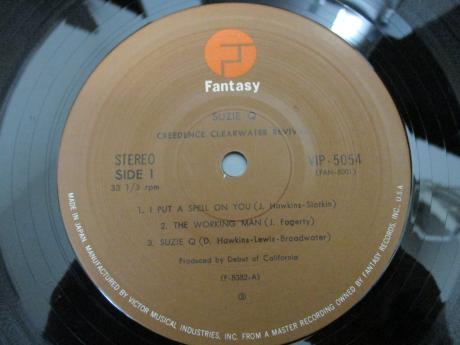 Fantasy
SUZIE Q
CREEDENCE CLEARWATER REVIVAL
STEREO
SIDE 1
33 1/3 rpm
VIP-5054
(FAN-5001)
1. I PUT A SPELL ON YOU (J. Hawkins-Slotkin)
2. THE WORKING MAN (J. Fogerty)
3. SUZIE Q (D. Hawkins-Lewis-Broadwater)
Produced by Debut of California
(F-8382-A)
MADE IN JAPAN. MANUFACTURED BY VICTOR MUSICAL INDUSTRIES, INC. FROM A MASTER RECORDING OWNED BY FANTASY RECORDS, INC., U.S.A.